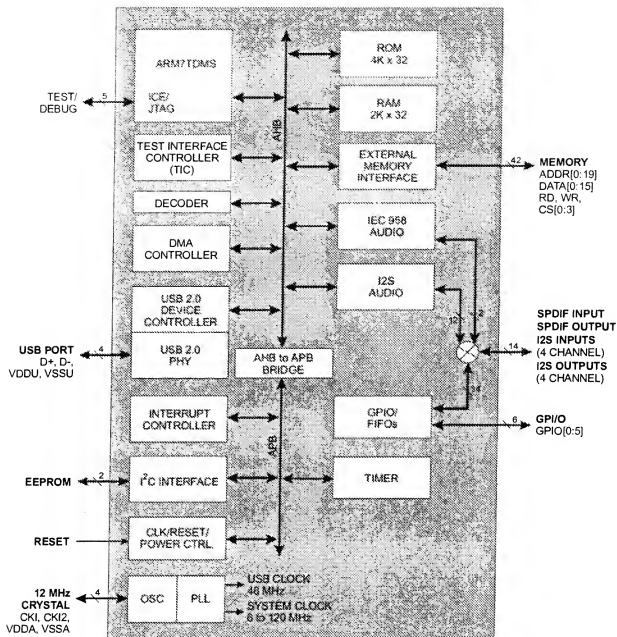 ARM7TDMS
ICE/
JTAG
TEST/
DEBUG
5
TEST INTERFACE
CONTROLLER
(TIC)
DECODER
DMA
CONTROLLER
USB 2.0
DEVICE
CONTROLLER
USB 2.0
PHY
USB PORT
D+, D-,
VDDU, VSSU
4
INTERRUPT
CONTROLLER
EEPROM
2
I²C INTERFACE
RESET
CLK/RESET/
POWER CTRL.
12 MHz
CRYSTAL
CKI, CKI2,
VDDA, VSSA
4
OSC
PLL
USB CLOCK
48 MHz
SYSTEM CLOCK
6 to 120 MHz
AHB
AHB to APB
BRIDGE
APB
ROM
4K x 32
RAM
2K x 32
EXTERNAL
MEMORY
INTERFACE
42
MEMORY
ADDR[0:19]
DATA[0:15]
RD, WR,
CS[0:3]
IEC 958
AUDIO
I2S
AUDIO
12
2
14
SPDIF INPUT
SPDIF OUTPUT
I2S INPUTS
(4 CHANNEL)
I2S OUTPUTS
(4 CHANNEL)
14
GPIO/
FIFOs
6
GPI/O
GPIO[0:5]
TIMER